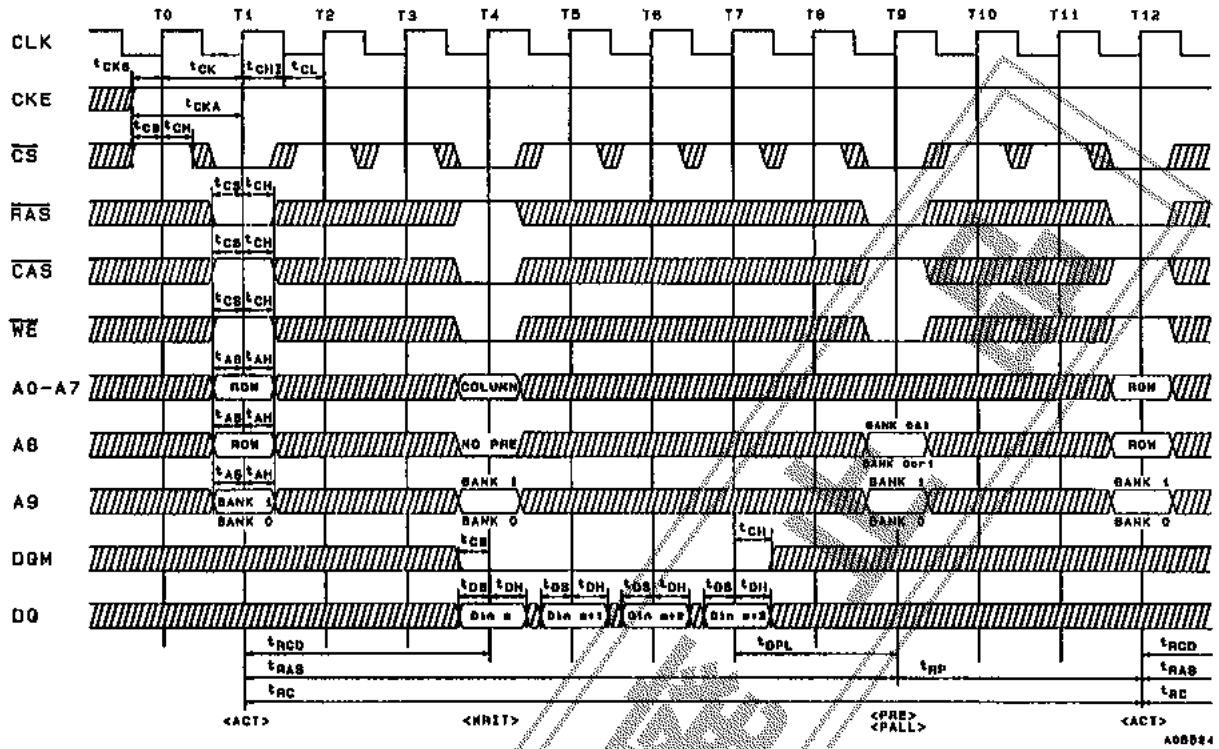 T0 T1 T2 T3 T4 T5 T6 T7 T8 T9 T10 T11 T12
CLK
tCKS tCK tCHI tCL
CKE
tCKA
tCS tCH
CS
tCS tCH
RAS
tCS tCH
CAS
tCS tCH
WE
tAS tAH
A0-A7 ROW COLUMN ROW
tAS tAH BANK 0&1
A8 ROW NO PRE ROW
BANK 0or1
tAS tAH BANK 1 BANK 1 BANK 1
A9 BANK 1
BANK 0 BANK 0 BANK 0 BANK 0
tCS tCH
DQM
tDS tDH tDS tDH tDS tDH tDS tDH
DQ Din m Din m+1 Din m+2 Din m+3
tRCD tDPL tRCD
tRAS tRP tRAS
tRC tRC
<ACT> <WRIT> <PRE> <ACT>
<PALL>